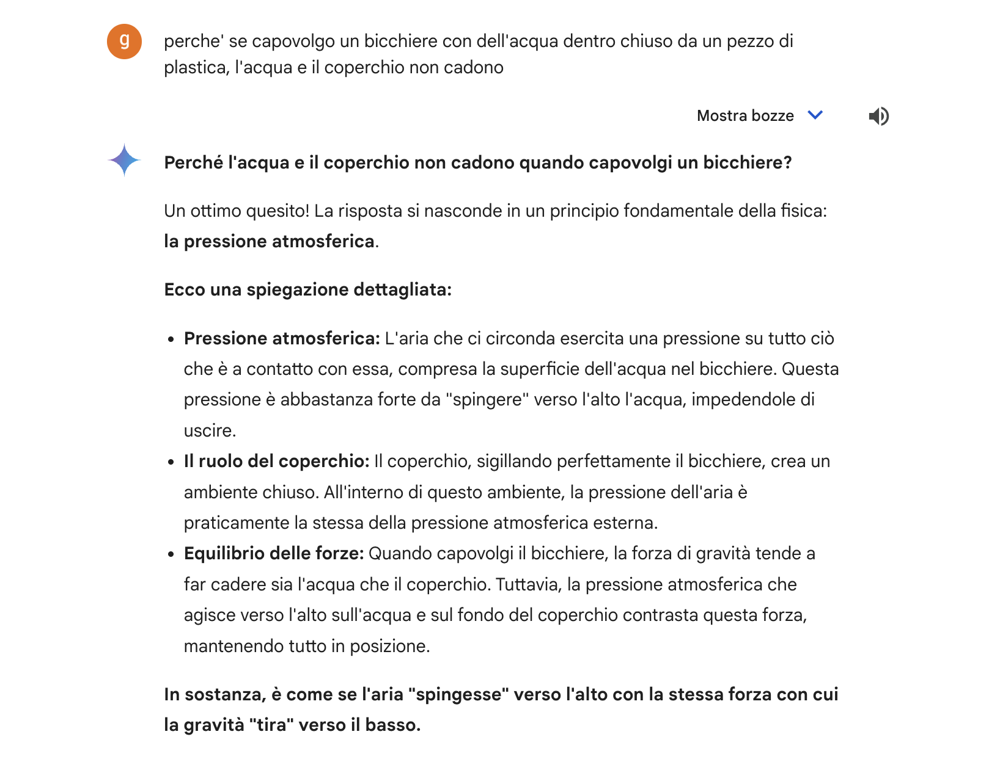 g
perche' se capovolgo un bicchiere con dell'acqua dentro chiuso da un pezzo di
plastica, l'acqua e il coperchio non cadono
Mostra bozze
Perché l'acqua e il coperchio non cadono quando capovolgi un bicchiere?
Un ottimo quesito! La risposta si nasconde in un principio fondamentale della fisica:
la pressione atmosferica.
Ecco una spiegazione dettagliata:
• Pressione atmosferica: L'aria che ci circonda esercita una pressione su tutto ciò
che è a contatto con essa, compresa la superficie dell'acqua nel bicchiere. Questa
pressione è abbastanza forte da "spingere" verso l'alto l'acqua, impedendole di
uscire.
• Il ruolo del coperchio: Il coperchio, sigillando perfettamente il bicchiere, crea un
ambiente chiuso. All'interno di questo ambiente, la pressione dell'aria è
praticamente la stessa della pressione atmosferica esterna.
• Equilibrio delle forze: Quando capovolgi il bicchiere, la forza di gravità tende a
far cadere sia l'acqua che il coperchio. Tuttavia, la pressione atmosferica che
agisce verso l'alto sull'acqua e sul fondo del coperchio contrasta questa forza,
mantenendo tutto in posizione.
In sostanza, è come se l'aria "spingesse" verso l'alto con la stessa forza con cui
la gravità "tira" verso il basso.